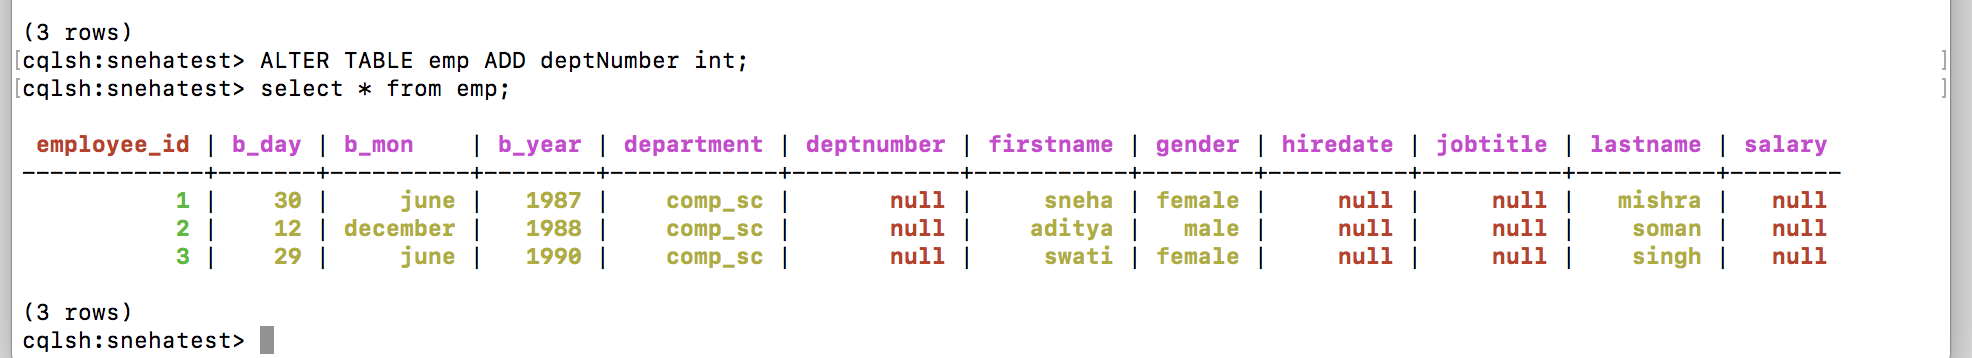 (3 rows)
[cqlsh:snehatest> ALTER TABLE emp ADD deptNumber int; ]
[cqlsh:snehatest> select * from emp; ]
employee_id | b_day | b_mon    | b_year | department | deptnumber | firstname | gender | hiredate | jobtitle | lastname | salary
-------------+-------+----------+--------+------------+------------+-----------+--------+----------+----------+----------+--------
1 |    30 |     june |   1987 |    comp_sc |       null |     sneha | female |     null |     null |   mishra |   null
2 |    12 | december |   1988 |    comp_sc |       null |    aditya |   male |     null |     null |    soman |   null
3 |    29 |     june |   1990 |    comp_sc |       null |     swati | female |     null |     null |    singh |   null
(3 rows)
cqlsh:snehatest>